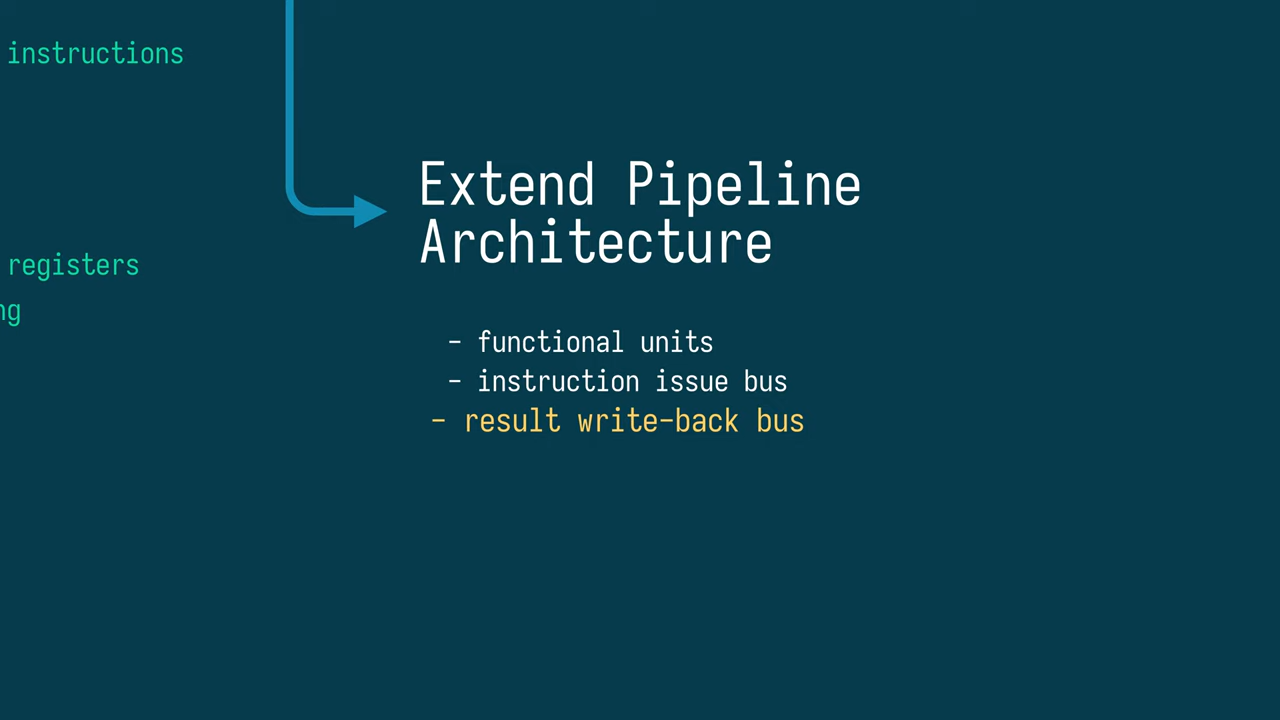 instructions
registers
ng
Extend Pipeline
Architecture
- functional units
- instruction issue bus
- result write-back bus